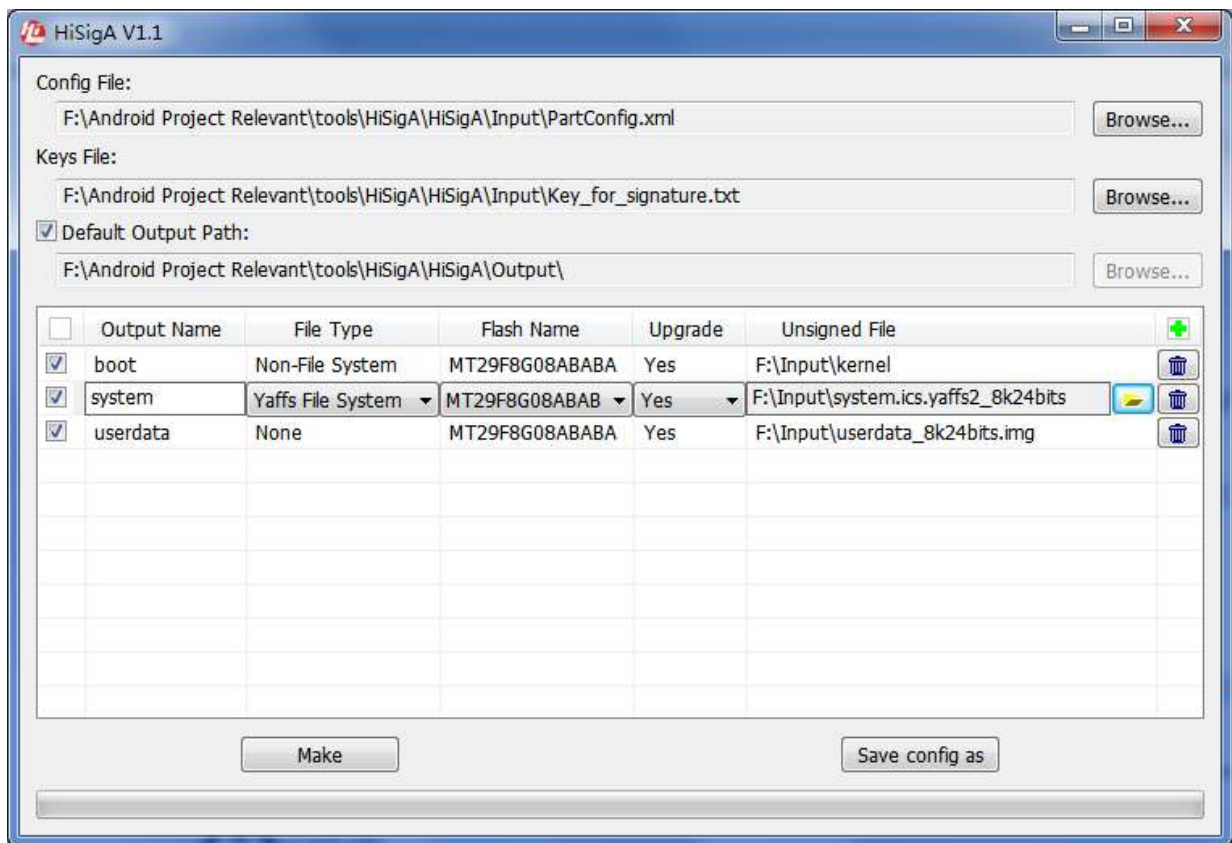 HiSigA V1.1
Config File:
F:\Android Project Relevant\tools\HiSigA\HiSigA\Input\PartConfig.xml Browse...
Keys File:
F:\Android Project Relevant\tools\HiSigA\HiSigA\Input\Key_for_signature.txt Browse...
Default Output Path:
F:\Android Project Relevant\tools\HiSigA\HiSigA\Output\ Browse...
Output Name File Type Flash Name Upgrade Unsigned File
boot Non-File System MT29F8G08ABABA Yes F:\Input\kernel
system Yaffs File System MT29F8G08ABAB Yes F:\Input\system.ics.yaffs2_8k24bits
userdata None MT29F8G08ABABA Yes F:\Input\userdata_8k24bits.img
Make Save config as